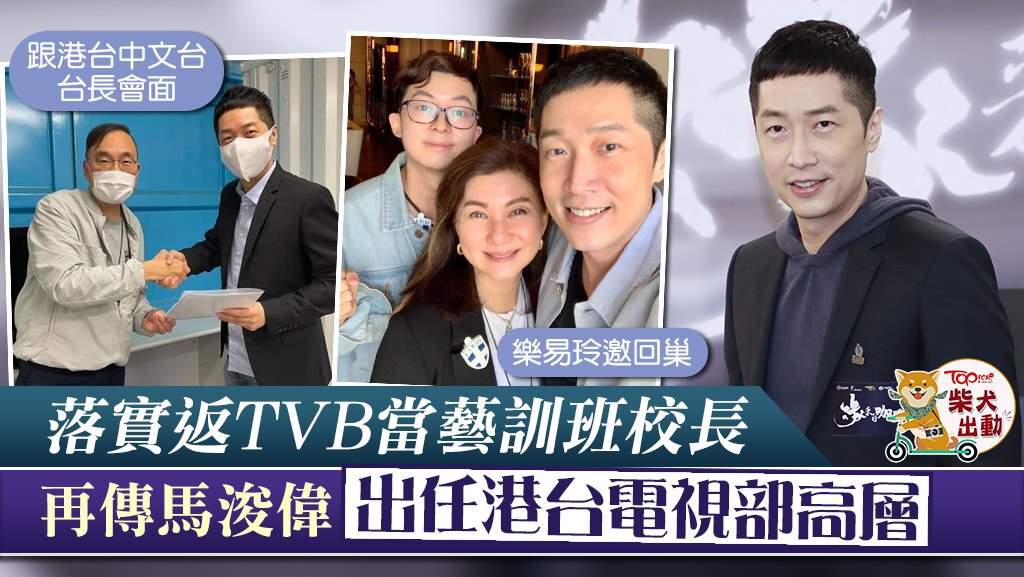 跟港台中文台
台長會面
樂易玲邀回巢
TOPick
柴犬
出動
落實返TVB當藝訓班校長
再傳馬浚偉出任港台電視部高層